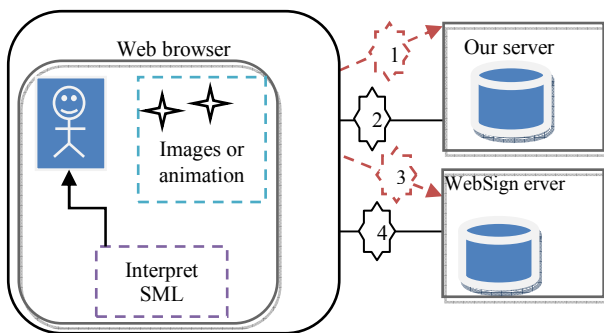 Web browser
Images or
animation
Interpret
SML
1
2
3
4
Our server
WebSign erver